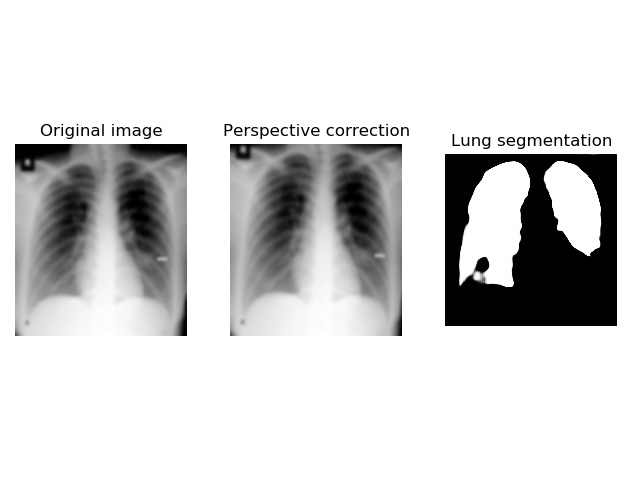 Original image
Perspective correction
Lung segmentation